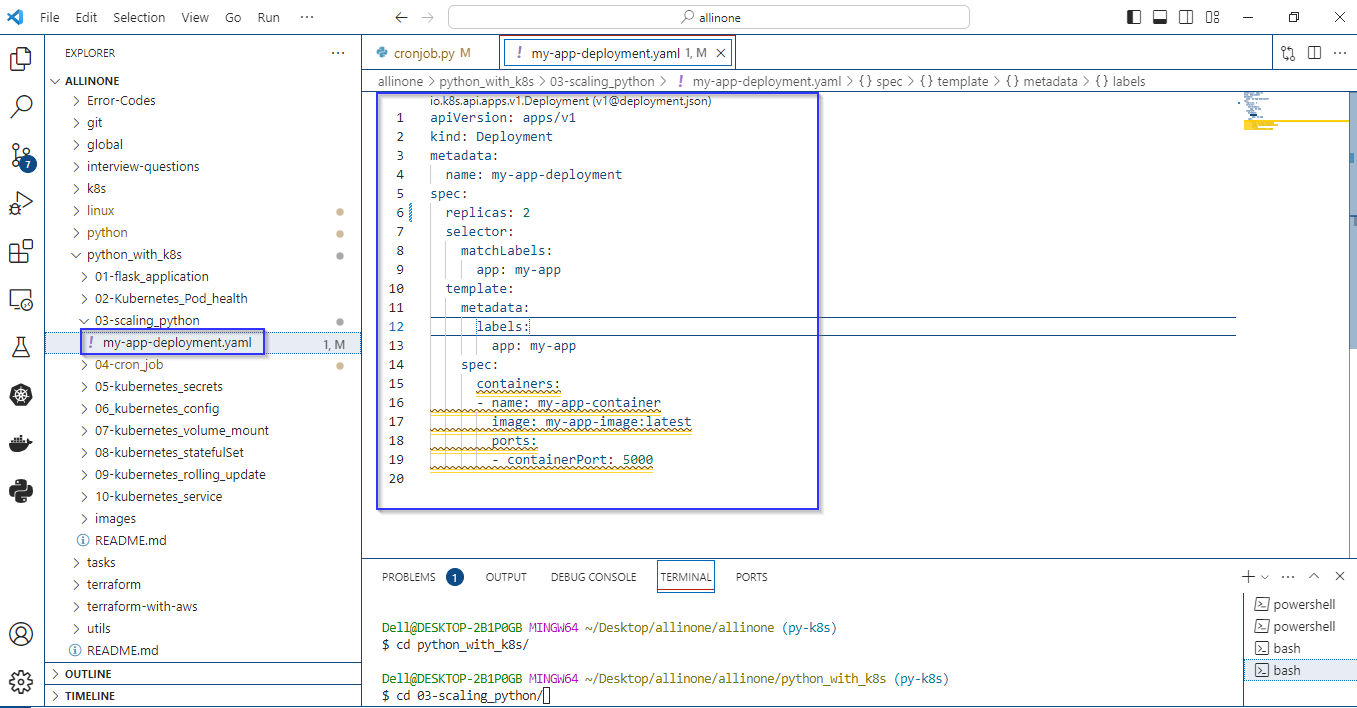 File Edit Selection View Go Run ···
allinone
EXPLORER ···
ALLINONE
Error-Codes
git
global
interview-questions
k8s
linux
python
python_with_k8s
01-flask_application
02-Kubernetes_Pod_health
03-scaling_python
! my-app-deployment.yaml 1, M
04-cron_job
05-kubernetes_secrets
06_kubernetes_config
07-kubernetes_volume_mount
08-kubernetes_statefulSet
09-kubernetes_rolling_update
10-kubernetes_service
images
README.md
tasks
terraform
terraform-with-aws
utils
README.md
OUTLINE
TIMELINE
7
cronjob.py M
! my-app-deployment.yaml 1, M
allinone > python_with_k8s > 03-scaling_python > ! my-app-deployment.yaml > {} spec > {} template > {} metadata > {} labels
io.k8s.api.apps.v1.Deployment (v1@deployment.json)
1 apiVersion: apps/v1
2 kind: Deployment
3 metadata:
4 name: my-app-deployment
5 spec:
6 replicas: 2
7 selector:
8 matchLabels:
9 app: my-app
10 template:
11 metadata:
12 labels:
13 app: my-app
14 spec:
15 containers:
16 - name: my-app-container
17 image: my-app-image:latest
18 ports:
19 - containerPort: 5000
20
PROBLEMS 1 OUTPUT DEBUG CONSOLE TERMINAL PORTS
Dell@DESKTOP-2B1P0GB MINGW64 ~/Desktop/allinone/allinone (py-k8s)
$ cd python_with_k8s/
Dell@DESKTOP-2B1P0GB MINGW64 ~/Desktop/allinone/allinone/python_with_k8s (py-k8s)
$ cd 03-scaling_python/
powershell
powershell
bash
bash